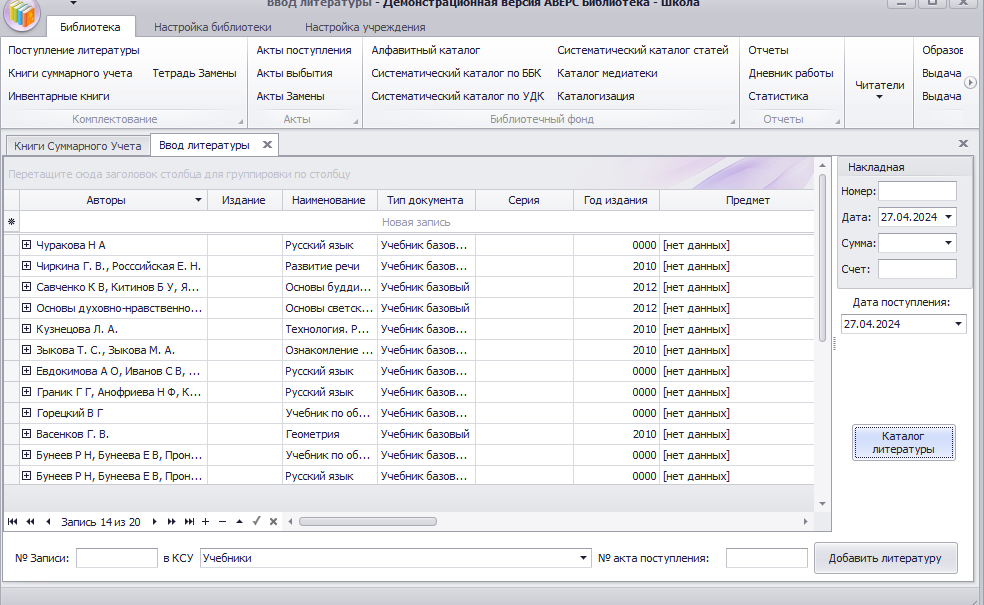 Ввод литературы - Демонстрационная версия АВЕРС Библиотека - школа
Библиотека Настройка библиотеки Настройка учреждения
Поступление литературы Акты поступления Алфавитный каталог Систематический каталог статей Отчеты Образов
Книги суммарного учета Тетрадь Замены Акты выбытия Систематический каталог по ББК Каталог медиатеки Дневник работы Читатели Выдача
Инвентарные книги Акты Замены Систематический каталог по УДК Каталогизация Статистика Выдача
Комплектование Акты Библиотечный фонд Отчеты
Книги Суммарного Учета Ввод литературы
Перетащите сюда заголовок столбца для группировки по столбцу
Авторы Издание Наименование Тип документа Серия Год издания Предмет
Новая запись
Чуракова Н А Русский язык Учебник базов... 0000 [нет данных]
Чиркина Г. В., Росссийская Е. Н. Развитие речи Учебник базов... 2010 [нет данных]
Савченко К В, Китинов Б У, Я... Основы будди... Учебник базовый 2012 [нет данных]
Основы духовно-нравственно... Основы светск... Учебник базовый 2012 [нет данных]
Кузнецова Л. А. Технология. Р... Учебник базов... 2010 [нет данных]
Зыкова Т. С., Зыкова М. А. Ознакомление ... Учебник базов... 2010 [нет данных]
Евдокимова А О, Иванов С В, ... Русский язык Учебник базов... 0000 [нет данных]
Граник Г Г, Анофриева Н Ф, К... Русский язык Учебник базов... 0000 [нет данных]
Горецкий В Г Учебник по об... Учебник базов... 0000 [нет данных]
Васенков Г. В. Геометрия Учебник базовый 2010 [нет данных]
Бунеев Р Н, Бунеева Е В, Прон... Учебник по об... Учебник базов... 0000 [нет данных]
Бунеев Р Н, Бунеева Е В, Прон... Русский язык Учебник базов... 0000 [нет данных]
Запись 14 из 20
Накладная
Номер:
Дата: 27.04.2024
Сумма:
Счет:
Дата поступления:
27.04.2024
Каталог
литературы
№ Записи: в КСУ Учебники № акта поступления: Добавить литературу